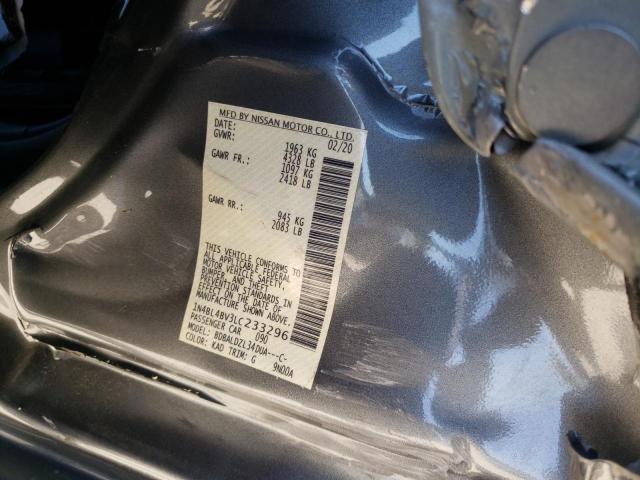 MFD BY NISSAN MOTOR CO., LTD.
DATE: 02/20
GVWR: 1963 KG
4328 LB
GAWR FR.: 1097 KG
2418 LB
GAWR RR.: 945 KG
2083 LB
THIS VEHICLE CONFORMS TO
ALL APPLICABLE FEDERAL
MOTOR VEHICLE SAFETY,
BUMPER, AND THEFT
PREVENTION STANDARDS IN
EFFECT ON THE DATE OF
MANUFACTURE SHOWN ABOVE.
1N4BL4BV3LC233296
PASSENGER CAR 090
MODEL: BDBALDZL34DUA---C-
COLOR: KAD TRIM: G 9N00A